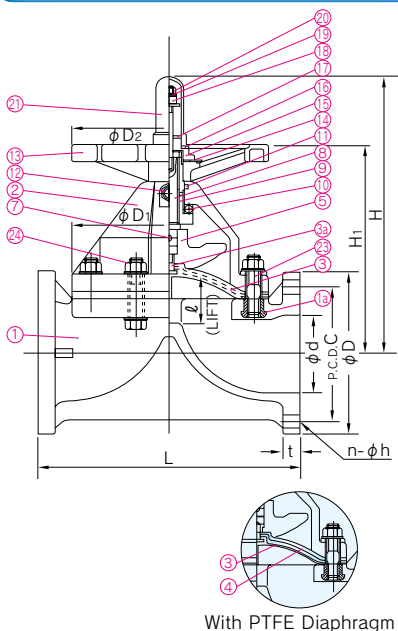 ⑳
⑲
⑱
⑰
⑯
⑮
⑭
⑪
⑧
⑨
⑩
⑤
3a
㉓
③
1a
㉑
φD2
⑬
⑫
②
φD1
⑦
㉔
①
ℓ
(LIFT)
H
H1
φd
P.C.D.C
φD
t
n-φh
L
③
④
With PTFE Diaphragm